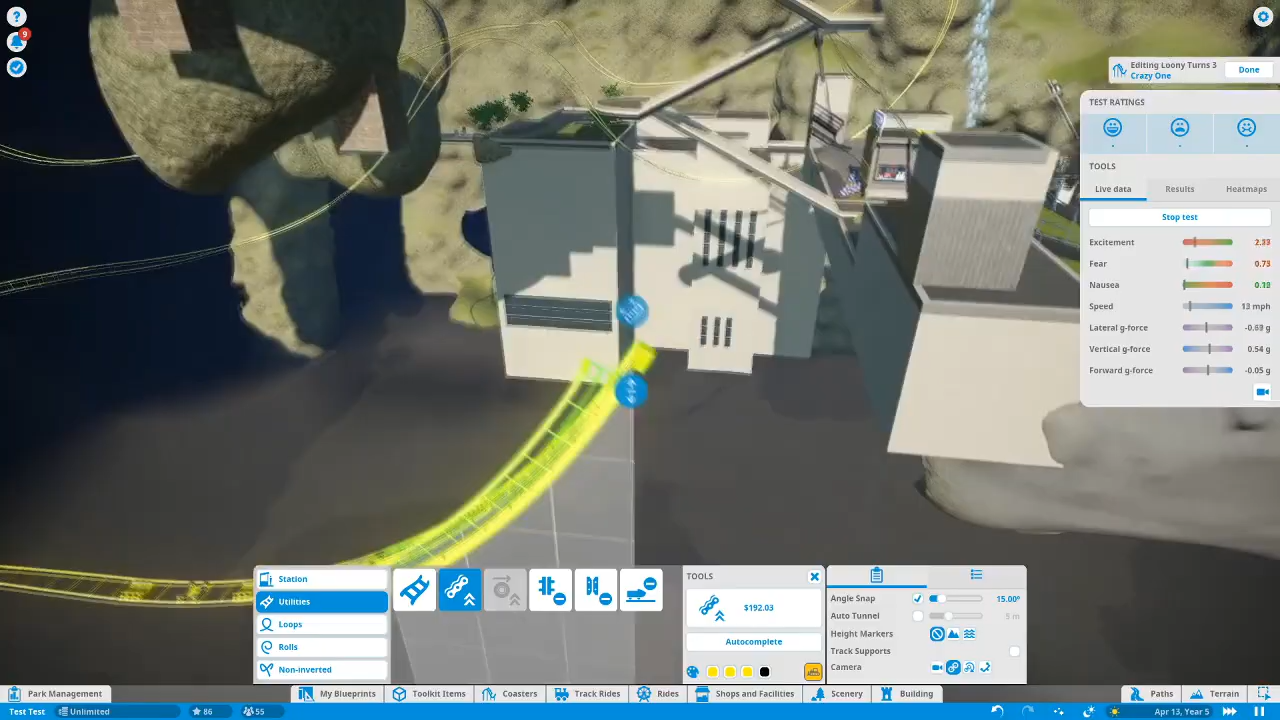 ?
9
Editing Loony Turns 3
Crazy One
Done
TEST RATINGS
TOOLS
Live data
Results
Heatmaps
Stop test
Excitement 2.33
Fear 0.73
Nausea
Speed 13 mph
Lateral g-force
Vertical g-force 0.54 g
Forward g-force -0.05 g
Station
Utilities
Loops
Rolls
Non-inverted
TOOLS
$192.03
Autocomplete
Angle Snap 15.00°
Auto Tunnel 5 m
Height Markers
Track Supports
Camera
Park Management
My Blueprints
Toolkit Items
Coasters
Track Rides
Rides
Shops and Facilities
Scenery
Building
Paths
Terrain
Test Test
Unlimited
86
55
Apr 13, Year 5